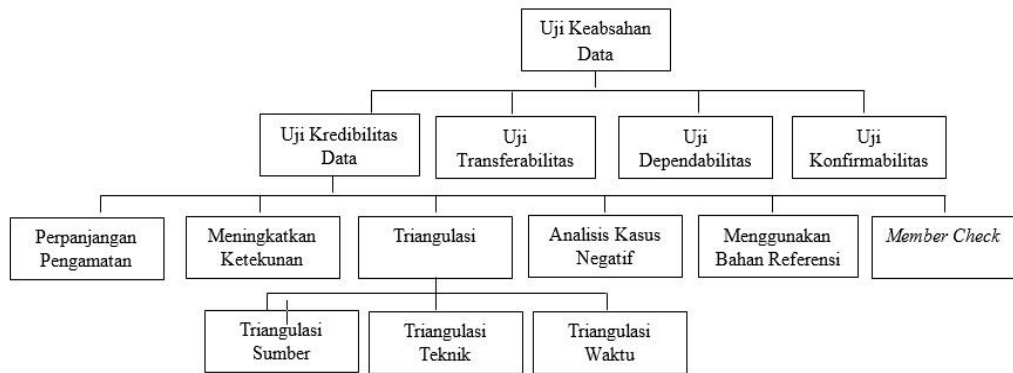 Uji Keabsahan
Data
Uji Kredibilitas
Data
Uji
Transferabilitas
Uji
Dependabilitas
Uji
Konfirmabilitas
Perpanjangan
Pengamatan
Meningkatkan
Ketekunan
Triangulasi
Analisis Kasus
Negatif
Menggunakan
Bahan Referensi
Member Check
Triangulasi
Sumber
Triangulasi
Teknik
Triangulasi
Waktu